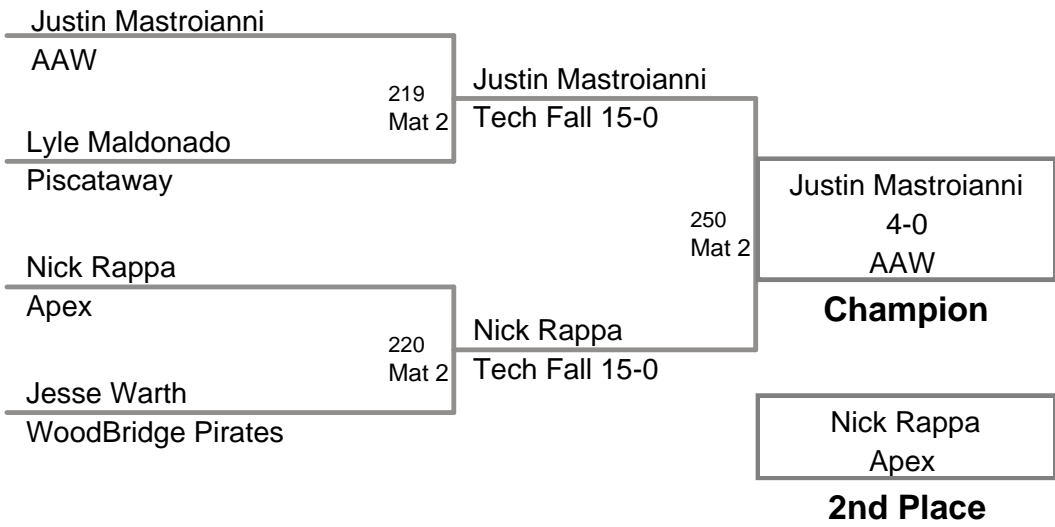 Justin Mastroianni
AAW
219
Mat 2
Lyle Maldonado
Piscataway
Justin Mastroianni
Tech Fall 15-0
Nick Rappa
Apex
220
Mat 2
Jesse Warth
WoodBridge Pirates
Nick Rappa
Tech Fall 15-0
250
Mat 2
Justin Mastroianni
4-0
AAW
Champion
Nick Rappa
Apex
2nd Place